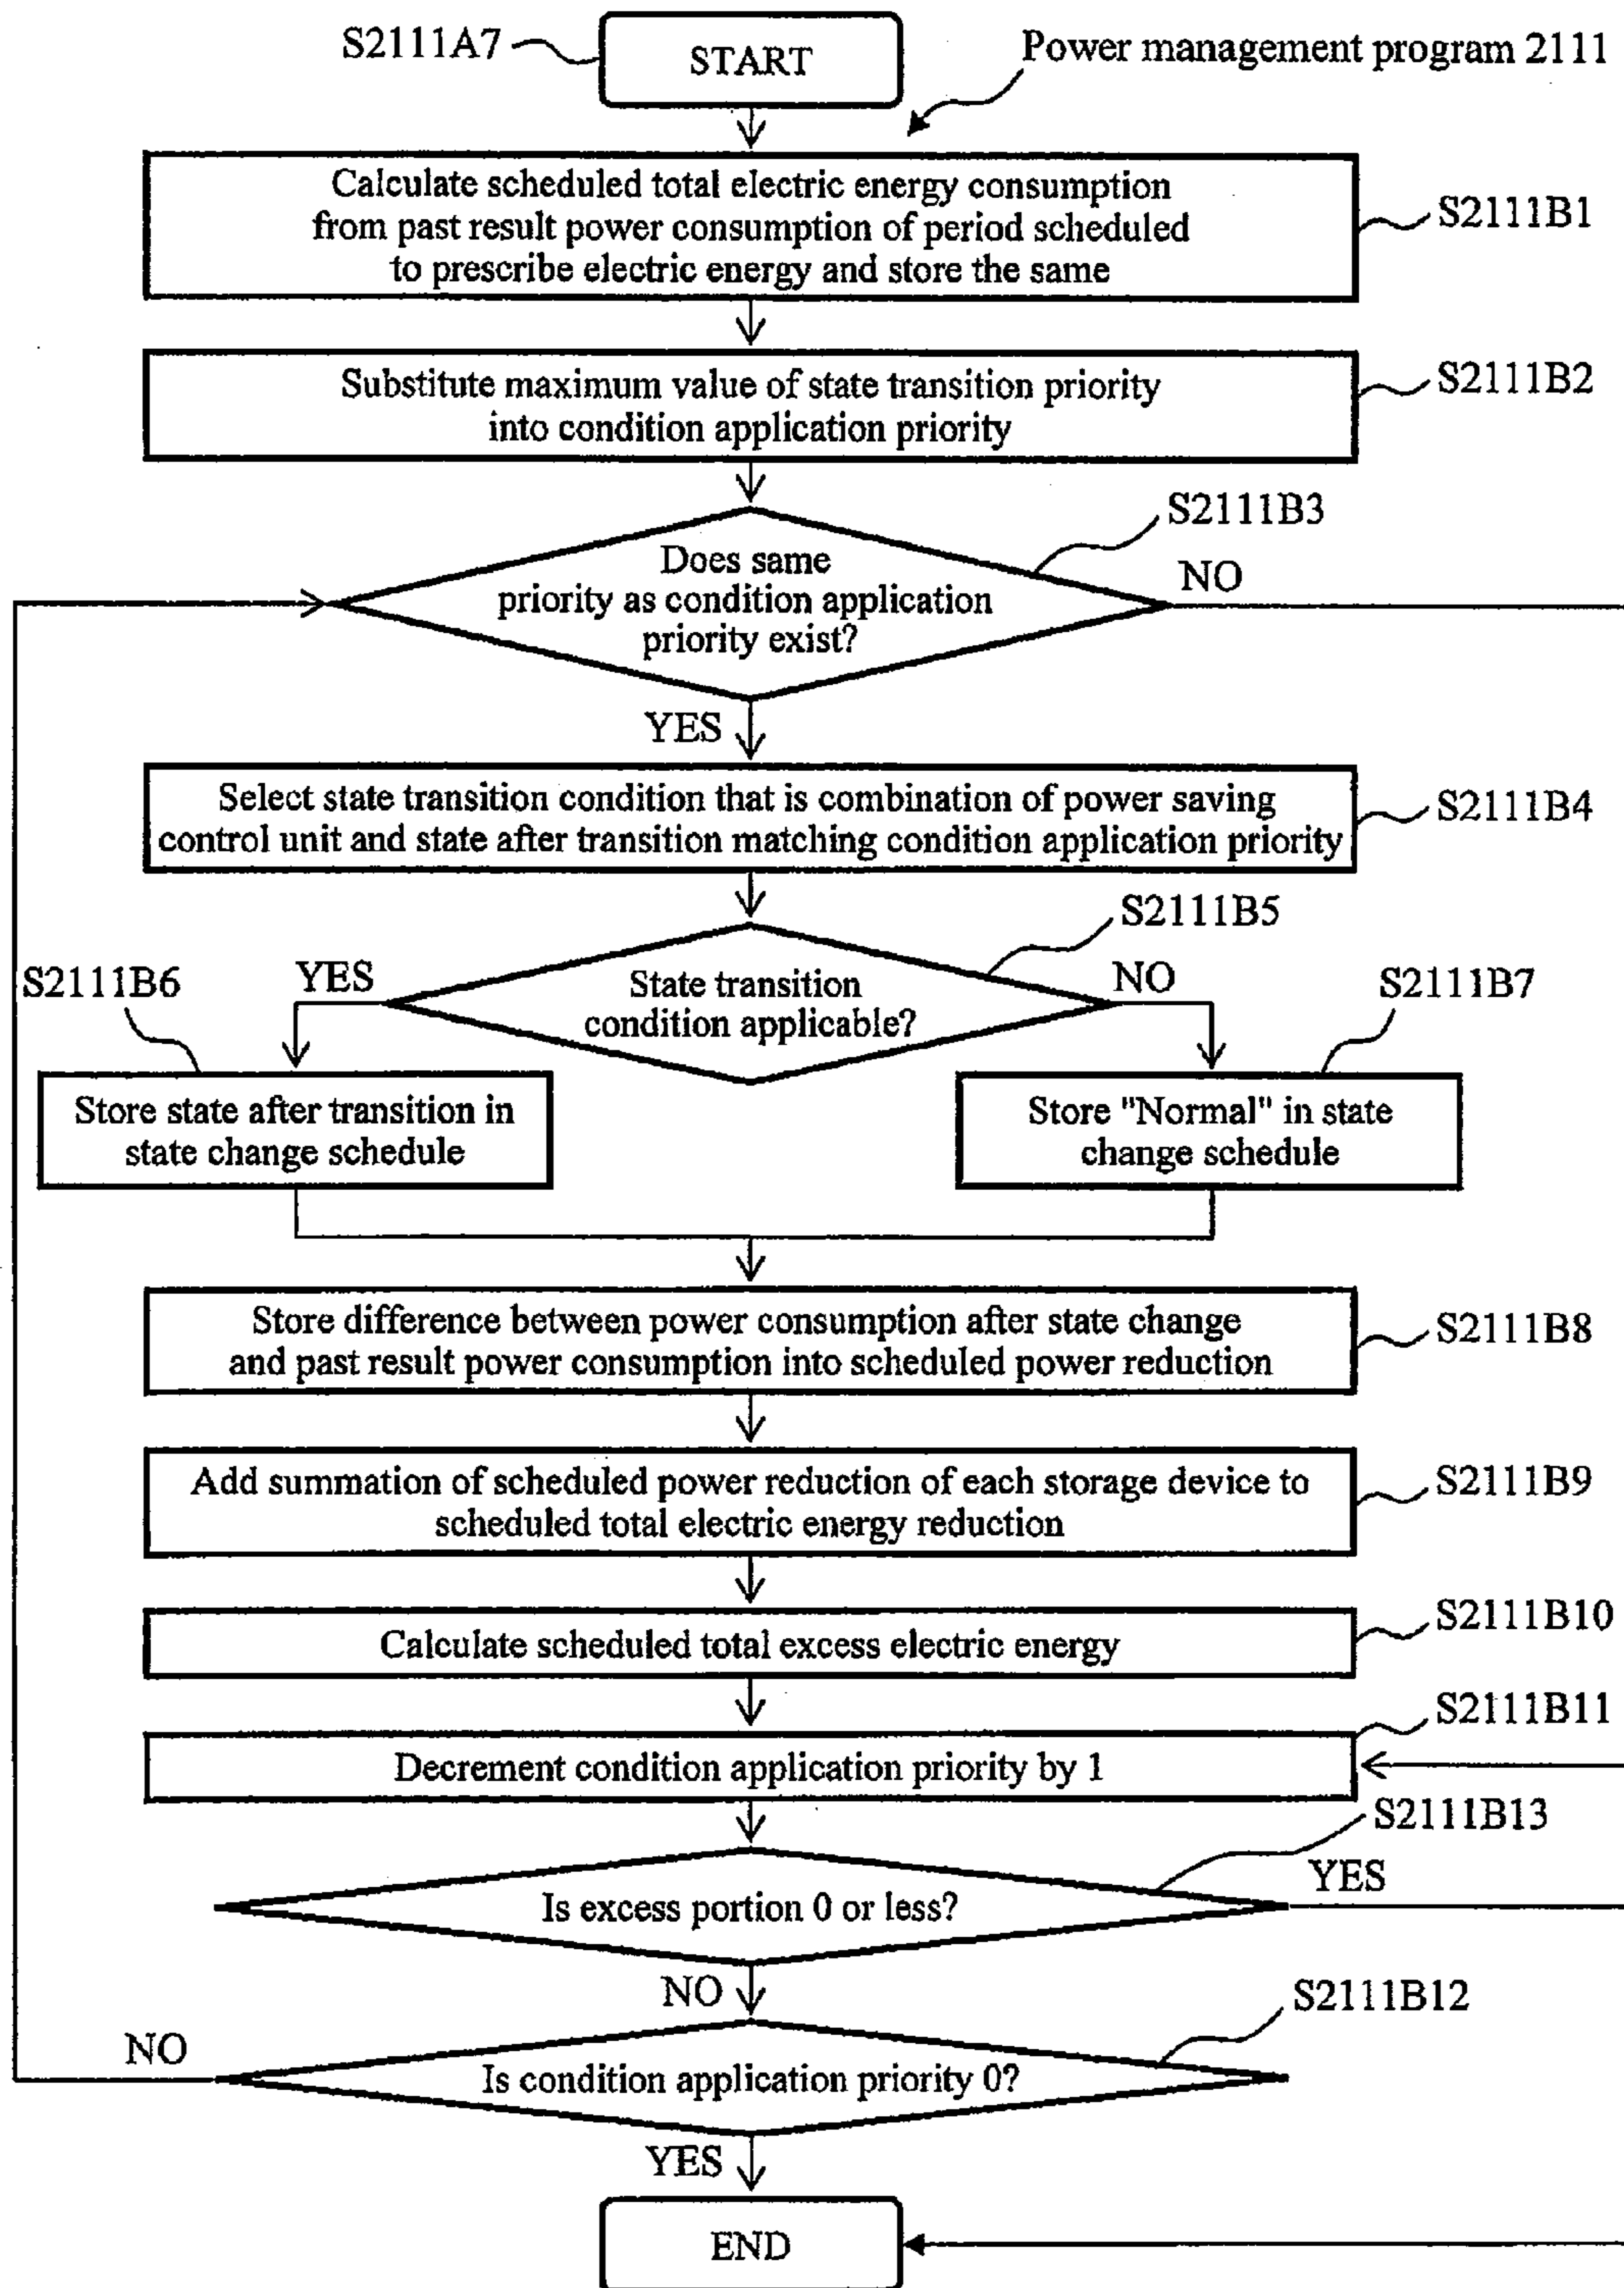 S2111A7
START
Power management program 2111
Calculate scheduled total electric energy consumption
from past result power consumption of period scheduled
to prescribe electric energy and store the same
S2111B1
Substitute maximum value of state transition priority
into condition application priority
S2111B2
S2111B3
Does same
priority as condition application
priority exist?
NO
YES
Select state transition condition that is combination of power saving
control unit and state after transition matching condition application priority
S2111B4
S2111B5
S2111B6
YES
State transition
condition applicable?
NO
S2111B7
Store state after transition in
state change schedule
Store "Normal" in state
change schedule
Store difference between power consumption after state change
and past result power consumption into scheduled power reduction
S2111B8
Add summation of scheduled power reduction of each storage device to
scheduled total electric energy reduction
S2111B9
Calculate scheduled total excess electric energy
S2111B10
S2111B11
Decrement condition application priority by 1
S2111B13
Is excess portion 0 or less?
YES
NO
S2111B12
NO
Is condition application priority 0?
YES
END